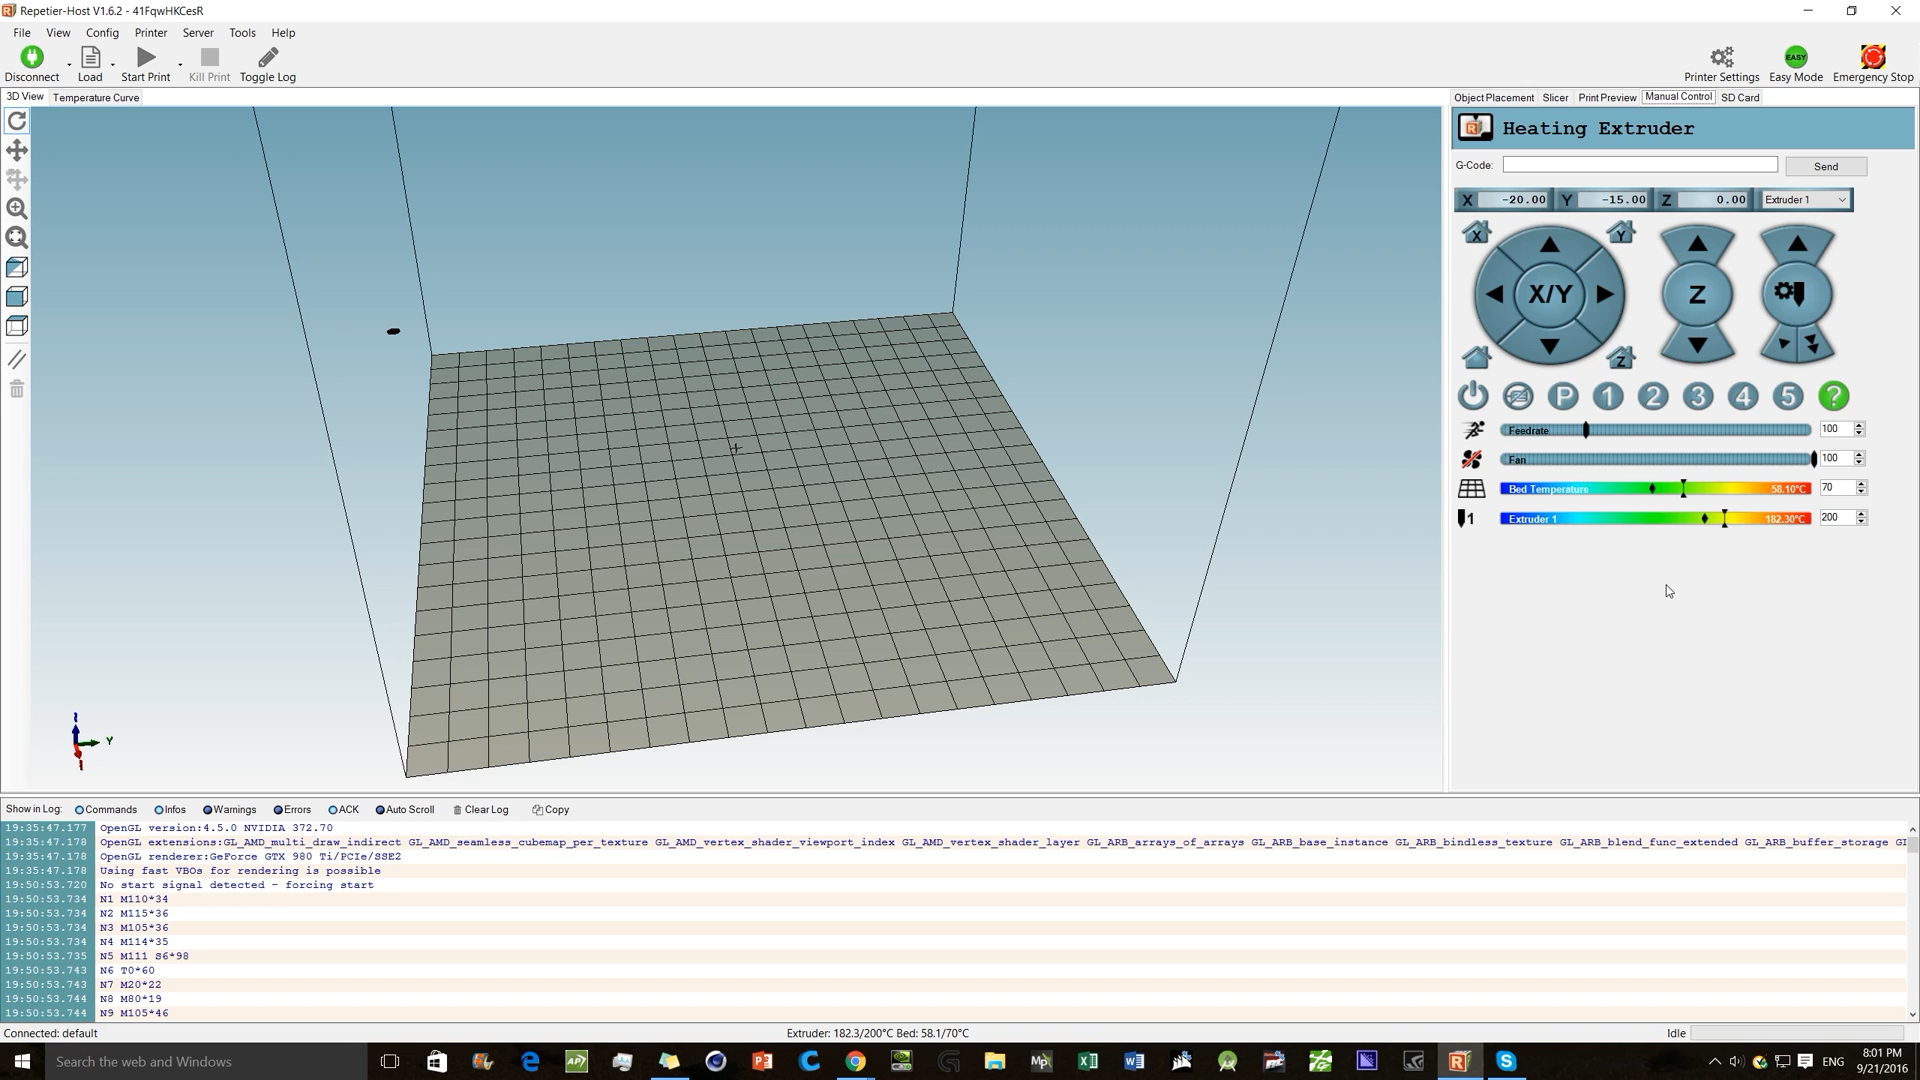 Repetier-Host V1.6.2 - 41FqwHKCesR
File View Config Printer Server Tools Help
Disconnect Load Start Print Kill Print Toggle Log Printer Settings EASY Easy Mode Emergency Stop
3D View Temperature Curve
Object Placement Slicer Print Preview Manual Control SD Card
Heating Extruder
G-Code: Send
X -20.00 Y -15.00 Z 0.00 Extruder 1
X Y
X/Y Z
Z
P 1 2 3 4 5 ?
Feedrate 100
Fan 100
Bed Temperature 58.10°C 70
1 Extruder 1 182.30°C 200
Y
Show in Log: Commands Infos Warnings Errors ACK Auto Scroll Clear Log Copy
19:35:47.177 OpenGL version:4.5.0 NVIDIA 372.70
19:35:47.178 OpenGL extensions:GL_AMD_multi_draw_indirect GL_AMD_seamless_cubemap_per_texture GL_AMD_vertex_shader_viewport_index GL_AMD_vertex_shader_layer GL_ARB_arrays_of_arrays GL_ARB_base_instance GL_ARB_bindless_texture GL_ARB_blend_func_extended GL_ARB_buffer_storage
19:35:47.178 OpenGL renderer:GeForce GTX 980 Ti/PCIe/SSE2
19:35:47.178 Using fast VBOs for rendering is possible
19:50:53.720 No start signal detected - forcing start
19:50:53.734 N1 M110*34
19:50:53.734 N2 M115*36
19:50:53.734 N3 M105*36
19:50:53.734 N4 M114*35
19:50:53.735 N5 M111 S6*98
19:50:53.743 N6 T0*60
19:50:53.743 N7 M20*22
19:50:53.744 N8 M80*19
19:50:53.744 N9 M105*46
Connected: default Extruder: 182.3/200°C Bed: 58.1/70°C Idle
Search the web and Windows ENG 8:01 PM
9/21/2016